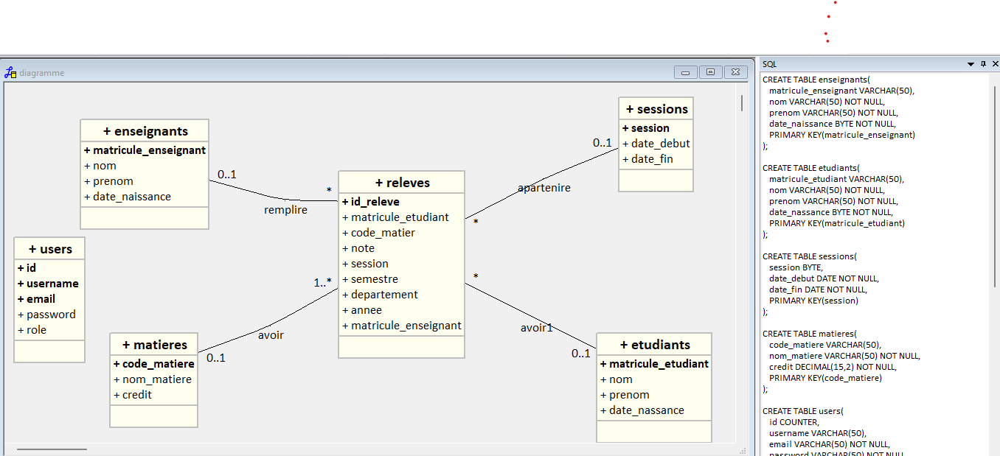 diagramme
+ enseignants
+ matricule_enseignant
+ nom
+ prenom
+ date_naissance
0..1
*
remplire
+ sessions
+ session
+ date_debut
+ date_fin
0..1
apartenire
*
+ releves
+ id_releve
+ matricule_etudiant
+ code_matier
+ note
+ session
+ semestre
+ departement
+ annee
+ matricule_enseignant
+ users
+ id
+ username
+ email
+ password
+ role
1..*
avoir
0..1
+ matieres
+ code_matiere
+ nom_matiere
+ credit
*
avoir1
0..1
+ etudiants
+ matricule_etudiant
+ nom
+ prenom
+ date_nassance
SQL
CREATE TABLE enseignants(
matricule_enseignant VARCHAR(50),
nom VARCHAR(50) NOT NULL,
prenom VARCHAR(50) NOT NULL,
date_naissance BYTE NOT NULL,
PRIMARY KEY(matricule_enseignant)
);
CREATE TABLE etudiants(
matricule_etudiant VARCHAR(50),
nom VARCHAR(50) NOT NULL,
prenom VARCHAR(50) NOT NULL,
date_nassance BYTE NOT NULL,
PRIMARY KEY(matricule_etudiant)
);
CREATE TABLE sessions(
session BYTE,
date_debut DATE NOT NULL,
date_fin DATE NOT NULL,
PRIMARY KEY(session)
);
CREATE TABLE matieres(
code_matiere VARCHAR(50),
nom_matiere VARCHAR(50) NOT NULL,
credit DECIMAL(15,2) NOT NULL,
PRIMARY KEY(code_matiere)
);
CREATE TABLE users(
id COUNTER,
username VARCHAR(50),
email VARCHAR(50) NOT NULL,
password VARCHAR(50) NOT NULL,